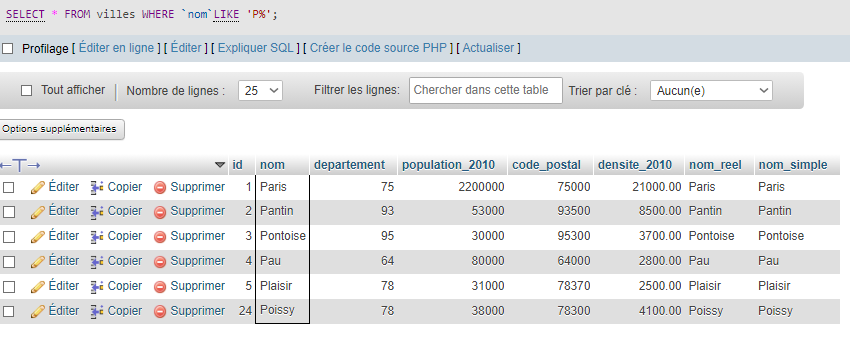 SELECT * FROM villes WHERE `nom`LIKE 'P%';
Profilage [ Éditer en ligne ] [ Éditer ] [ Expliquer SQL ] [ Créer le code source PHP ] [ Actualiser ]
Tout afficher Nombre de lignes : 25 Filtrer les lignes: Chercher dans cette table Trier par clé : Aucun(e)
Options supplémentaires
←T→ id nom departement population_2010 code_postal densite_2010 nom_reel nom_simple
Éditer Copier Supprimer 1 Paris 75 2200000 75000 21000.00 Paris Paris
Éditer Copier Supprimer 2 Pantin 93 53000 93500 8500.00 Pantin Pantin
Éditer Copier Supprimer 3 Pontoise 95 30000 95300 3700.00 Pontoise Pontoise
Éditer Copier Supprimer 4 Pau 64 80000 64000 2800.00 Pau Pau
Éditer Copier Supprimer 5 Plaisir 78 31000 78370 2500.00 Plaisir Plaisir
Éditer Copier Supprimer 24 Poissy 78 38000 78300 4100.00 Poissy Poissy